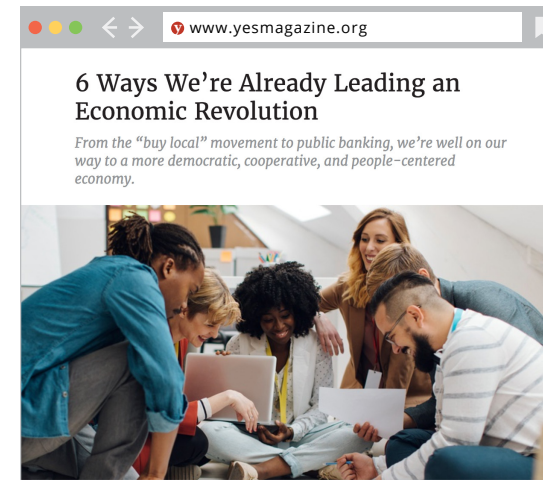 www.yesmagazine.org
6 Ways We’re Already Leading an
Economic Revolution
From the “buy local” movement to public banking, we’re well on our
way to a more democratic, cooperative, and people-centered
economy.